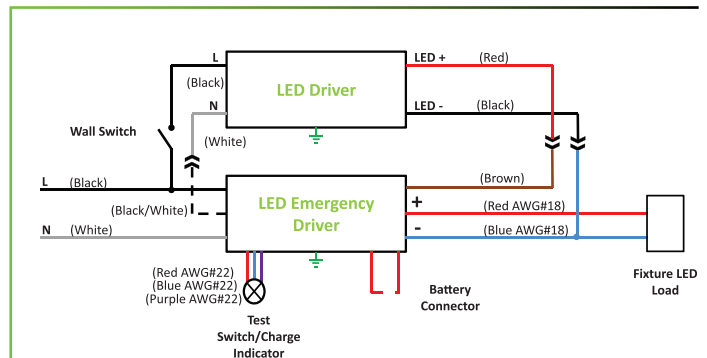 L
LED +
(Red)
(Black)
LED Driver
N
LED -
(Black)
Wall Switch
(White)
L
(Black)
(Brown)
LED Emergency
Driver
+
(Black/White)
(Red AWG#18)
N
(White)
-
(Blue AWG#18)
(Red AWG#22)
(Blue AWG#22)
(Purple AWG#22)
Battery
Connector
Fixture LED
Load
Test
Switch/Charge
Indicator